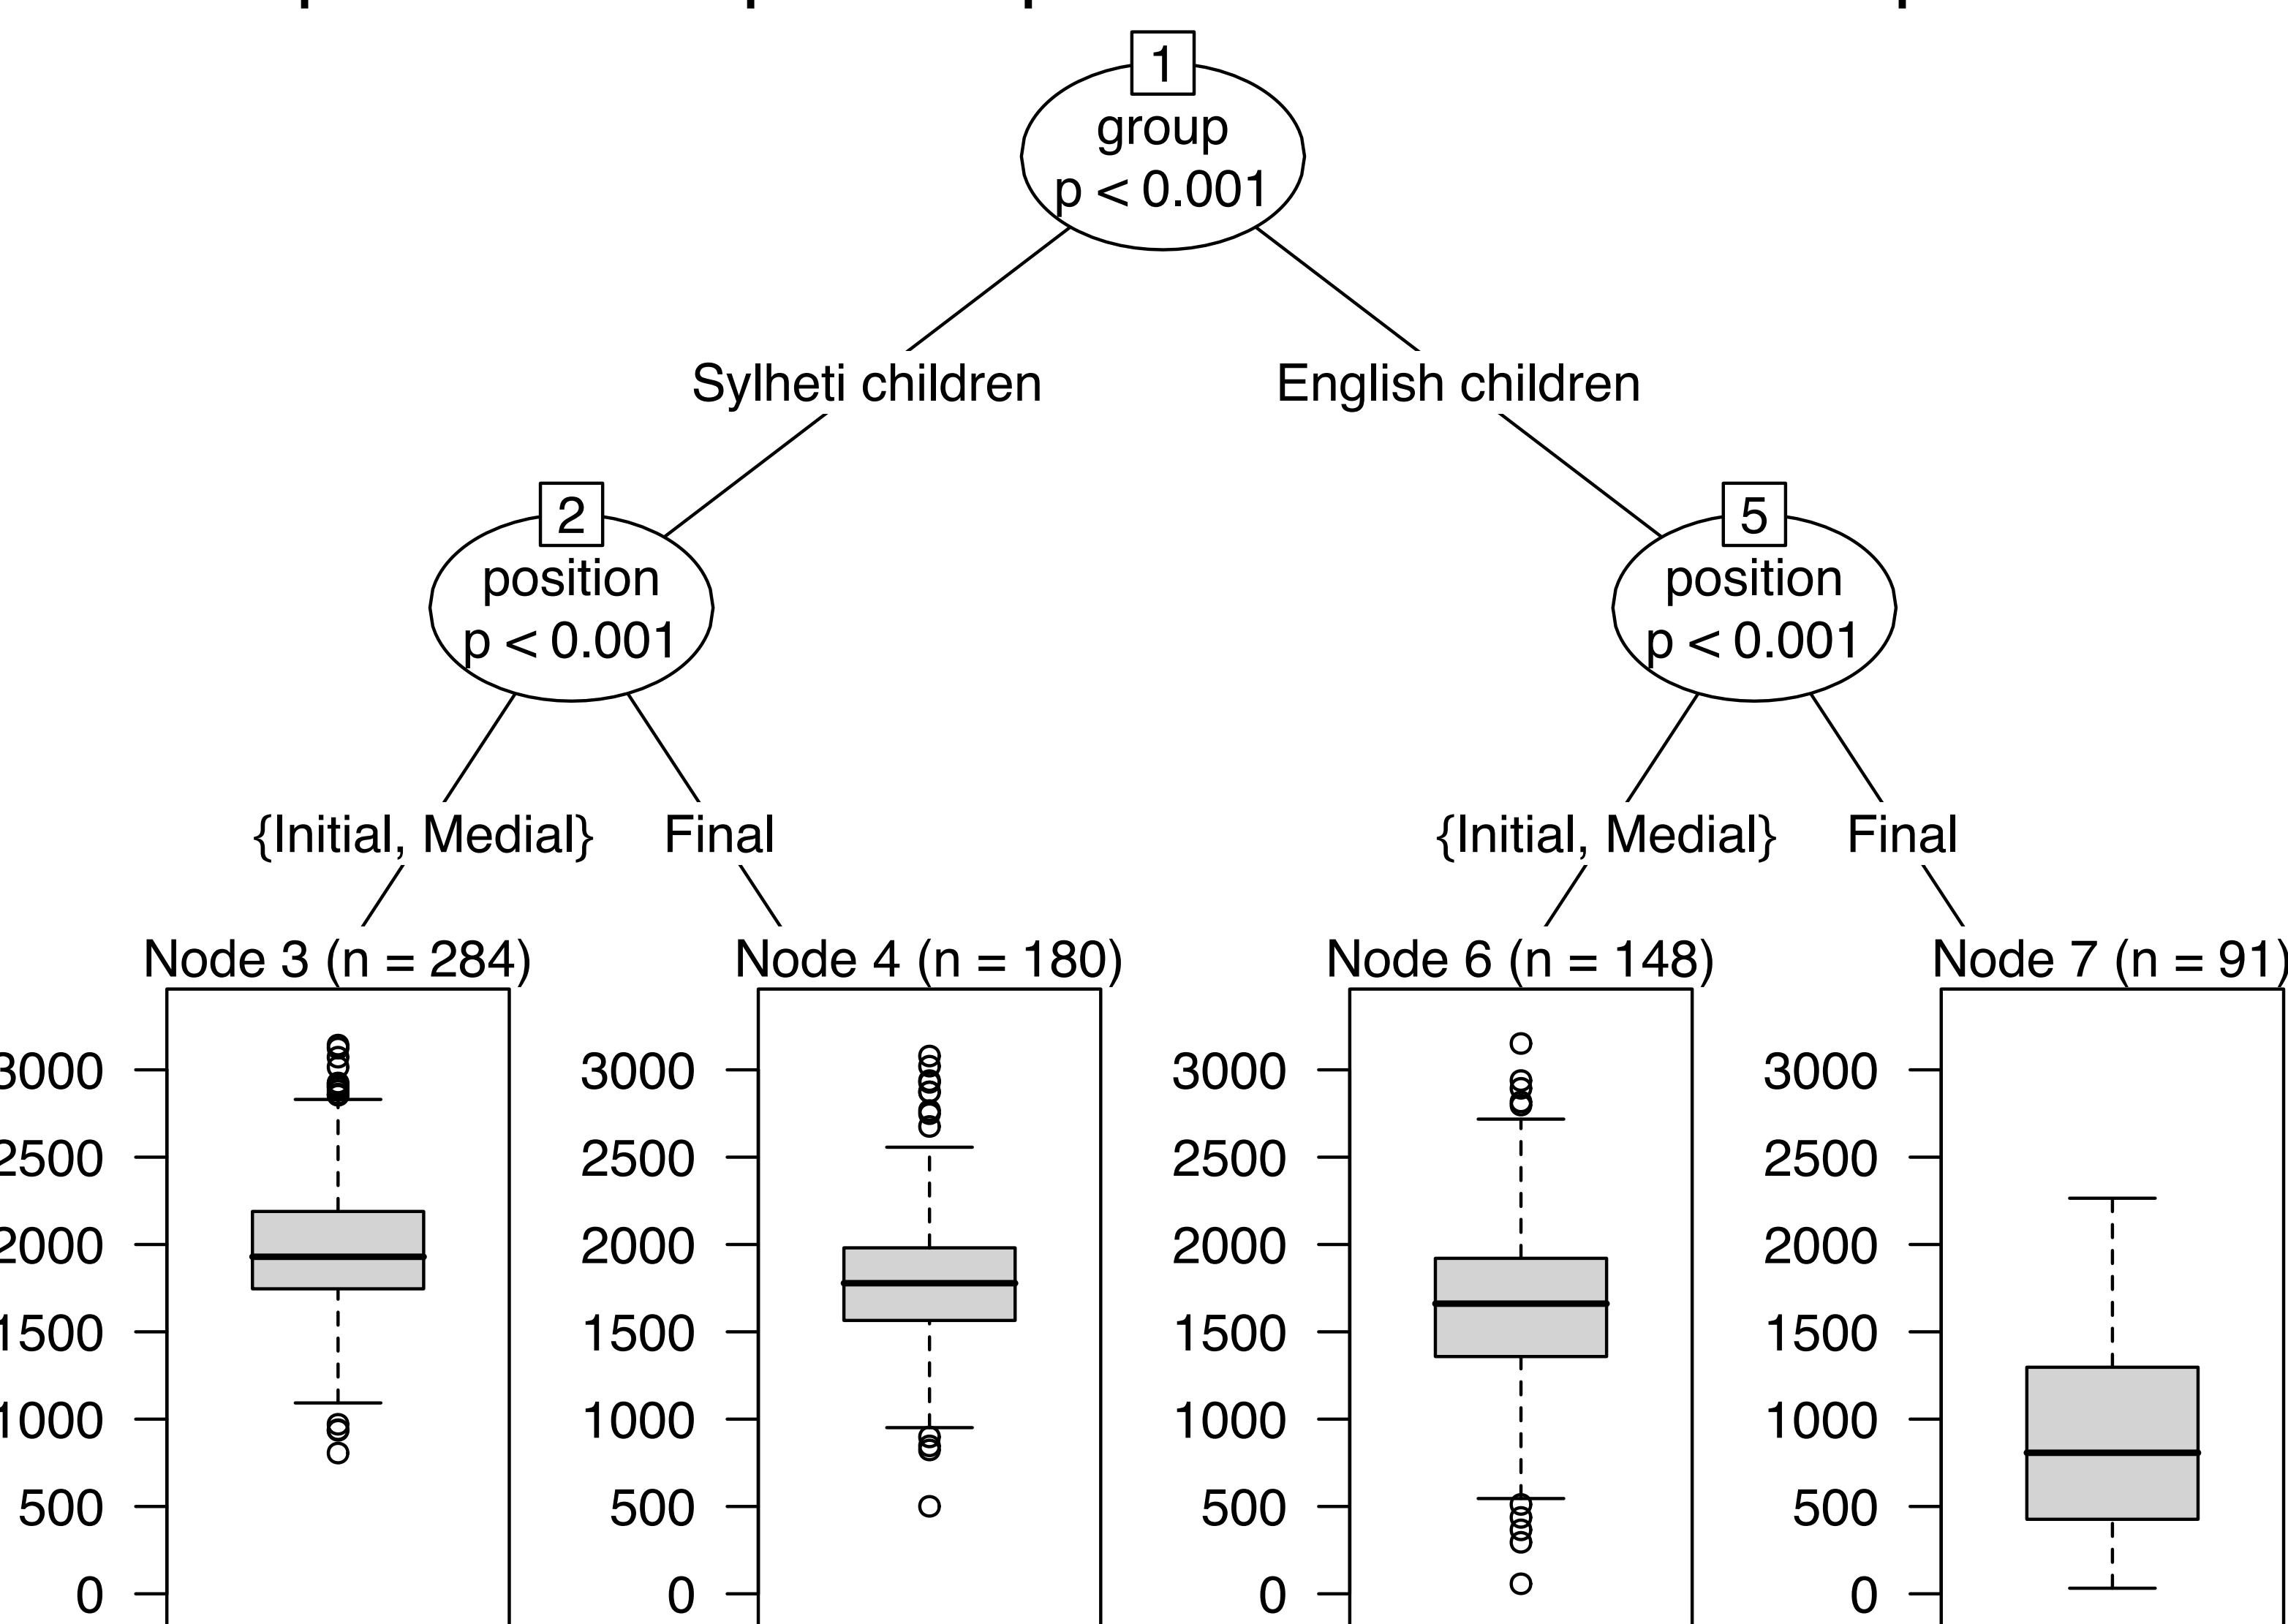 1
group
p < 0.001
Sylheti children
English children
2
position
p < 0.001
5
position
p < 0.001
{Initial, Medial}
Final
{Initial, Medial}
Final
Node 3 (n = 284)
Node 4 (n = 180)
Node 6 (n = 148)
Node 7 (n = 91)
3000
2500
2000
1500
1000
500
0
3000
2500
2000
1500
1000
500
0
3000
2500
2000
1500
1000
500
0
3000
2500
2000
1500
1000
500
0